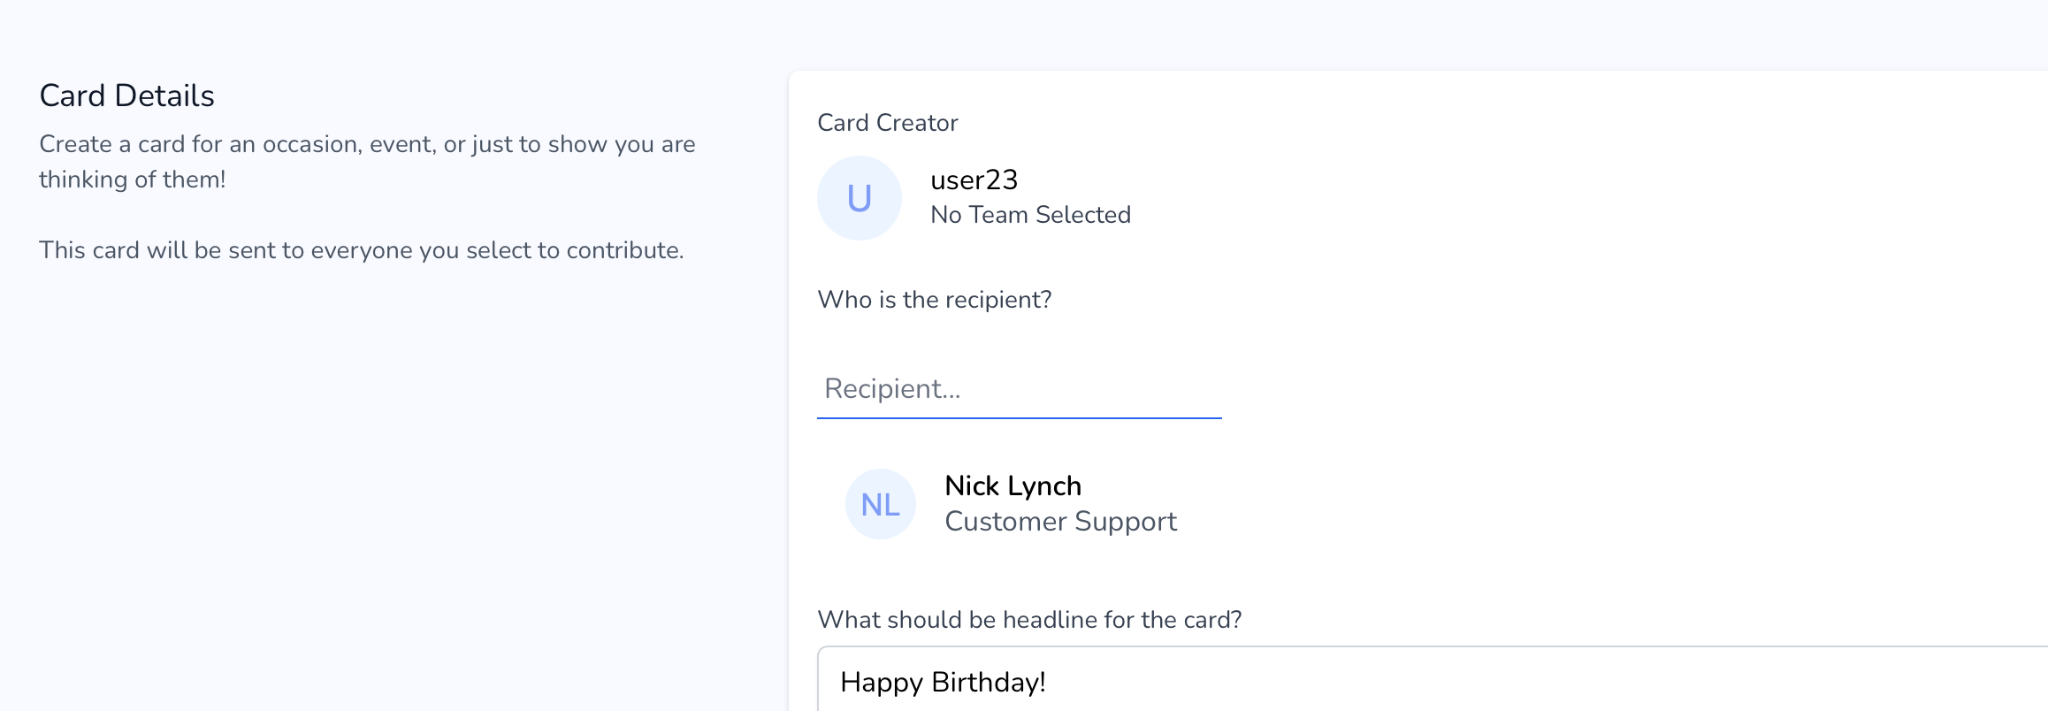 Card Details
Create a card for an occasion, event, or just to show you are
thinking of them!
This card will be sent to everyone you select to contribute.
Card Creator
U
user23
No Team Selected
Who is the recipient?
Recipient...
NL
Nick Lynch
Customer Support
What should be headline for the card?
Happy Birthday!